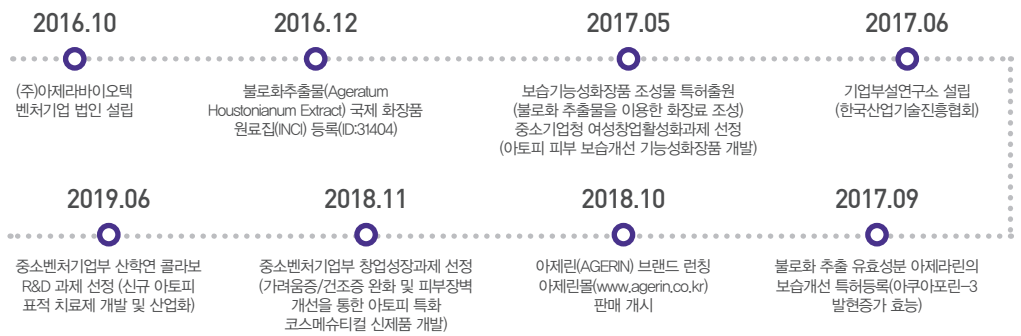 2016.10
(주)아제라바이오텍
벤처기업 법인 설립
2016.12
불로화추출물(Ageratum
Houstonianum Extract) 국제 화장품
원료집(INCI) 등록(ID:31404)
2017.05
보습기능성화장품 조성물 특허출원
(불로화 추출물을 이용한 화장료 조성)
중소기업청 여성창업활성화과제 선정
(아토피 피부 보습개선 기능성화장품 개발)
2017.06
기업부설연구소 설립
(한국산업기술진흥협회)
2017.09
불로화 추출 유효성분 아제라린의
보습개선 특허등록(아쿠아포린-3
발현증가 효능)
2018.10
아제린(AGERIN) 브랜드 런칭
아제린몰(www.agerin.co.kr)
판매 개시
2018.11
중소벤처기업부 창업성장과제 선정
(가려움증/건조증 완화 및 피부장벽
개선을 통한 아토피 특화
코스메슈티컬 신제품 개발)
2019.06
중소벤처기업부 산학연 콜라보
R&D 과제 선정 (신규 아토피
표적 치료제 개발 및 산업화)